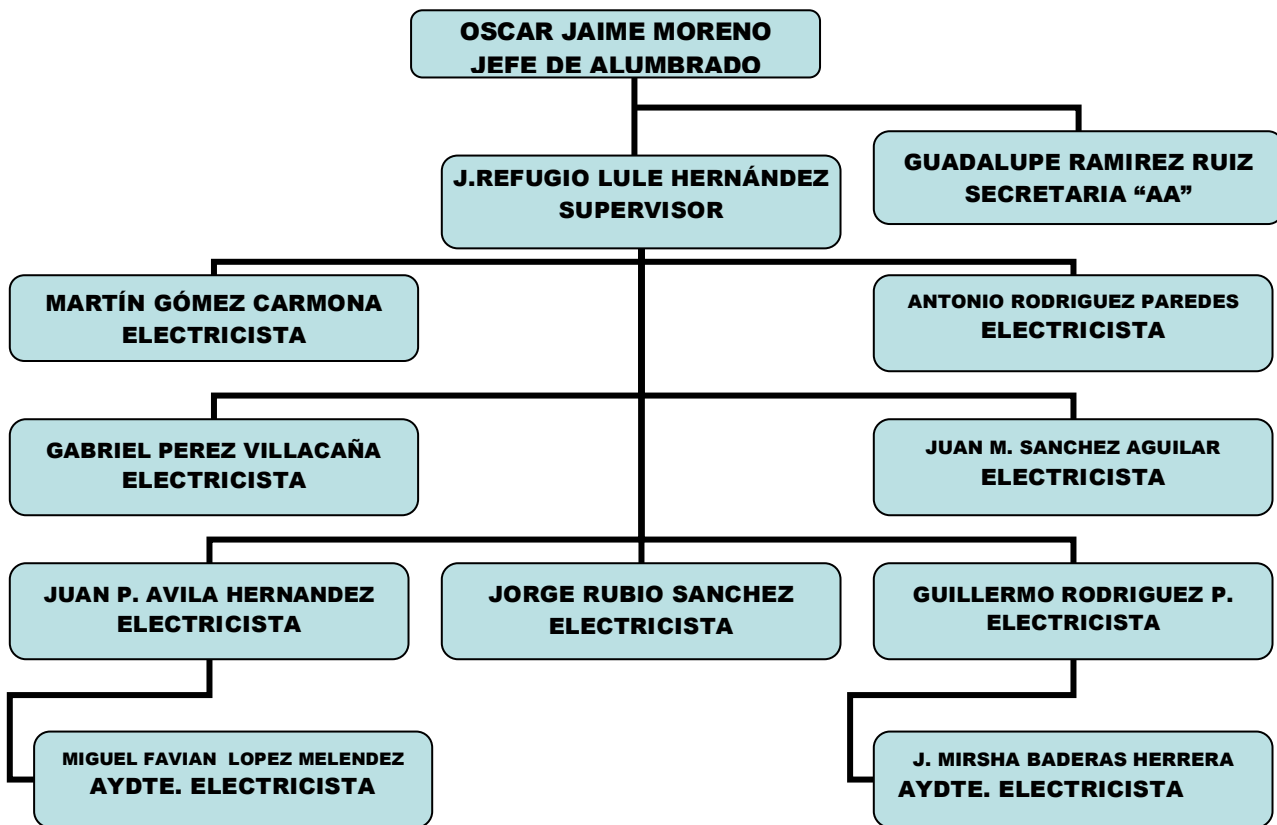 OSCAR JAIME MORENO
JEFE DE ALUMBRADO
GUADALUPE RAMIREZ RUIZ
SECRETARIA “AA”
J.REFUGIO LULE HERNÁNDEZ
SUPERVISOR
MARTÍN GÓMEZ CARMONA
ELECTRICISTA
ANTONIO RODRIGUEZ PAREDES
ELECTRICISTA
GABRIEL PEREZ VILLACAÑA
ELECTRICISTA
JUAN M. SANCHEZ AGUILAR
ELECTRICISTA
JUAN P. AVILA HERNANDEZ
ELECTRICISTA
JORGE RUBIO SANCHEZ
ELECTRICISTA
GUILLERMO RODRIGUEZ P.
ELECTRICISTA
MIGUEL FAVIAN LOPEZ MELENDEZ
AYDTE. ELECTRICISTA
J. MIRSHA BADERAS HERRERA
AYDTE. ELECTRICISTA